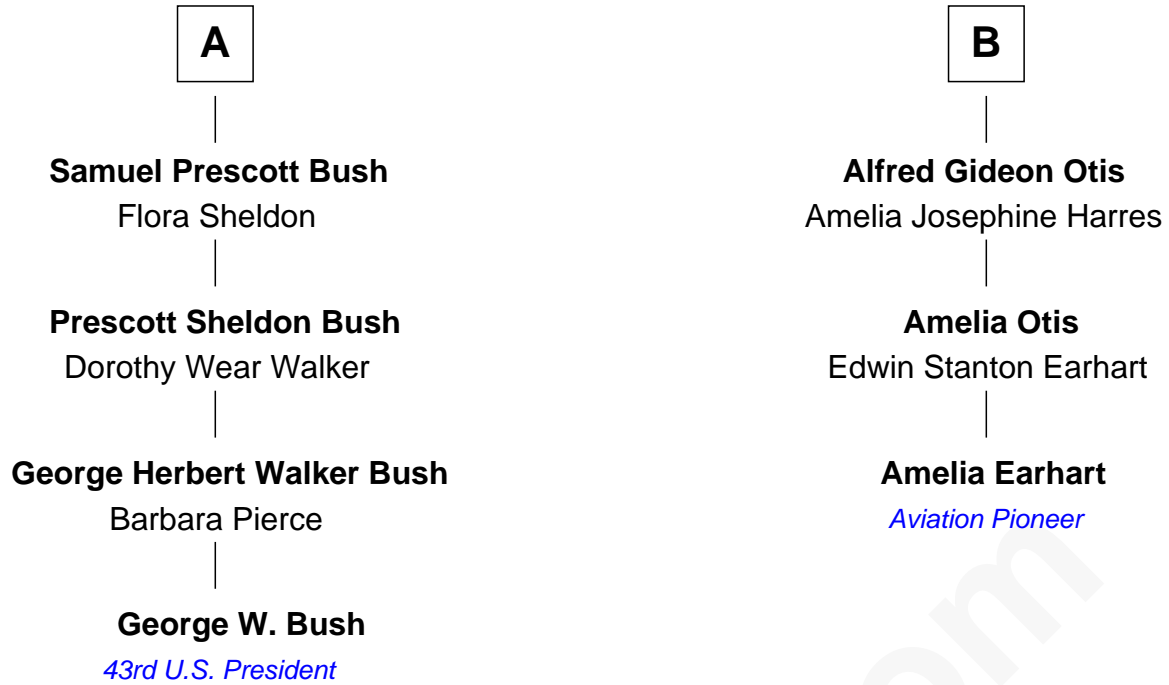 A
Samuel Prescott Bush
Flora Sheldon
Prescott Sheldon Bush
Dorothy Wear Walker
George Herbert Walker Bush
Barbara Pierce
George W. Bush
43rd U.S. President
B
Alfred Gideon Otis
Amelia Josephine Harres
Amelia Otis
Edwin Stanton Earhart
Amelia Earhart
Aviation Pioneer
om